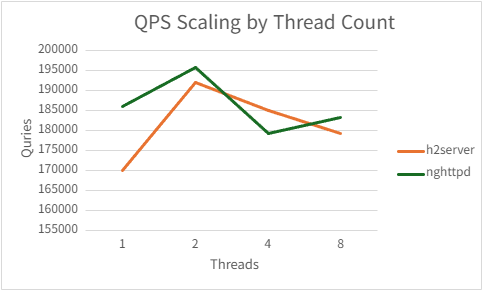 QPS Scaling by Thread Count
200000
195000
190000
185000
180000
175000
170000
165000
160000
155000
Quries
1 2 4 8
Threads
h2server
nghttpd